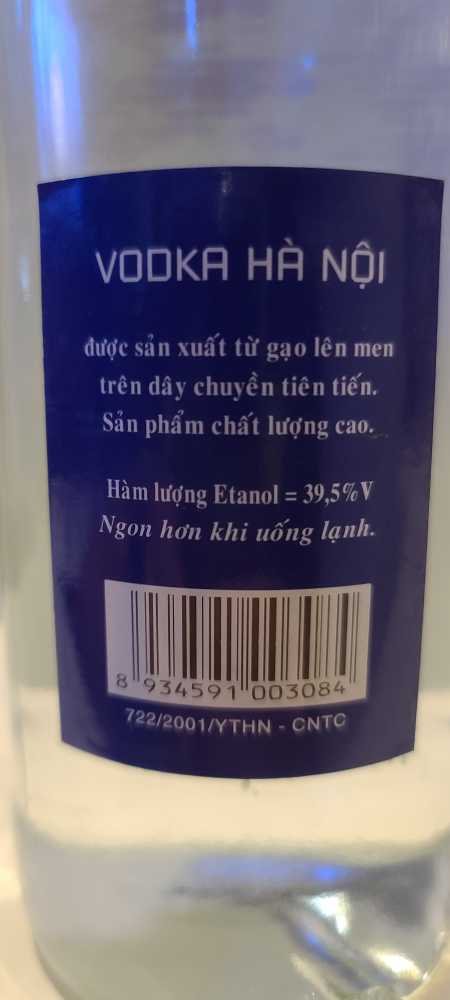 VODKA HÀ NỘI
được sản xuất từ gạo lên men
trên dây chuyền tiên tiến.
Sản phẩm chất lượng cao.
Hàm lượng Etanol = 39,5%V
Ngon hơn khi uống lạnh.
8 934591 003084
722/2001/YTHN - CNTC